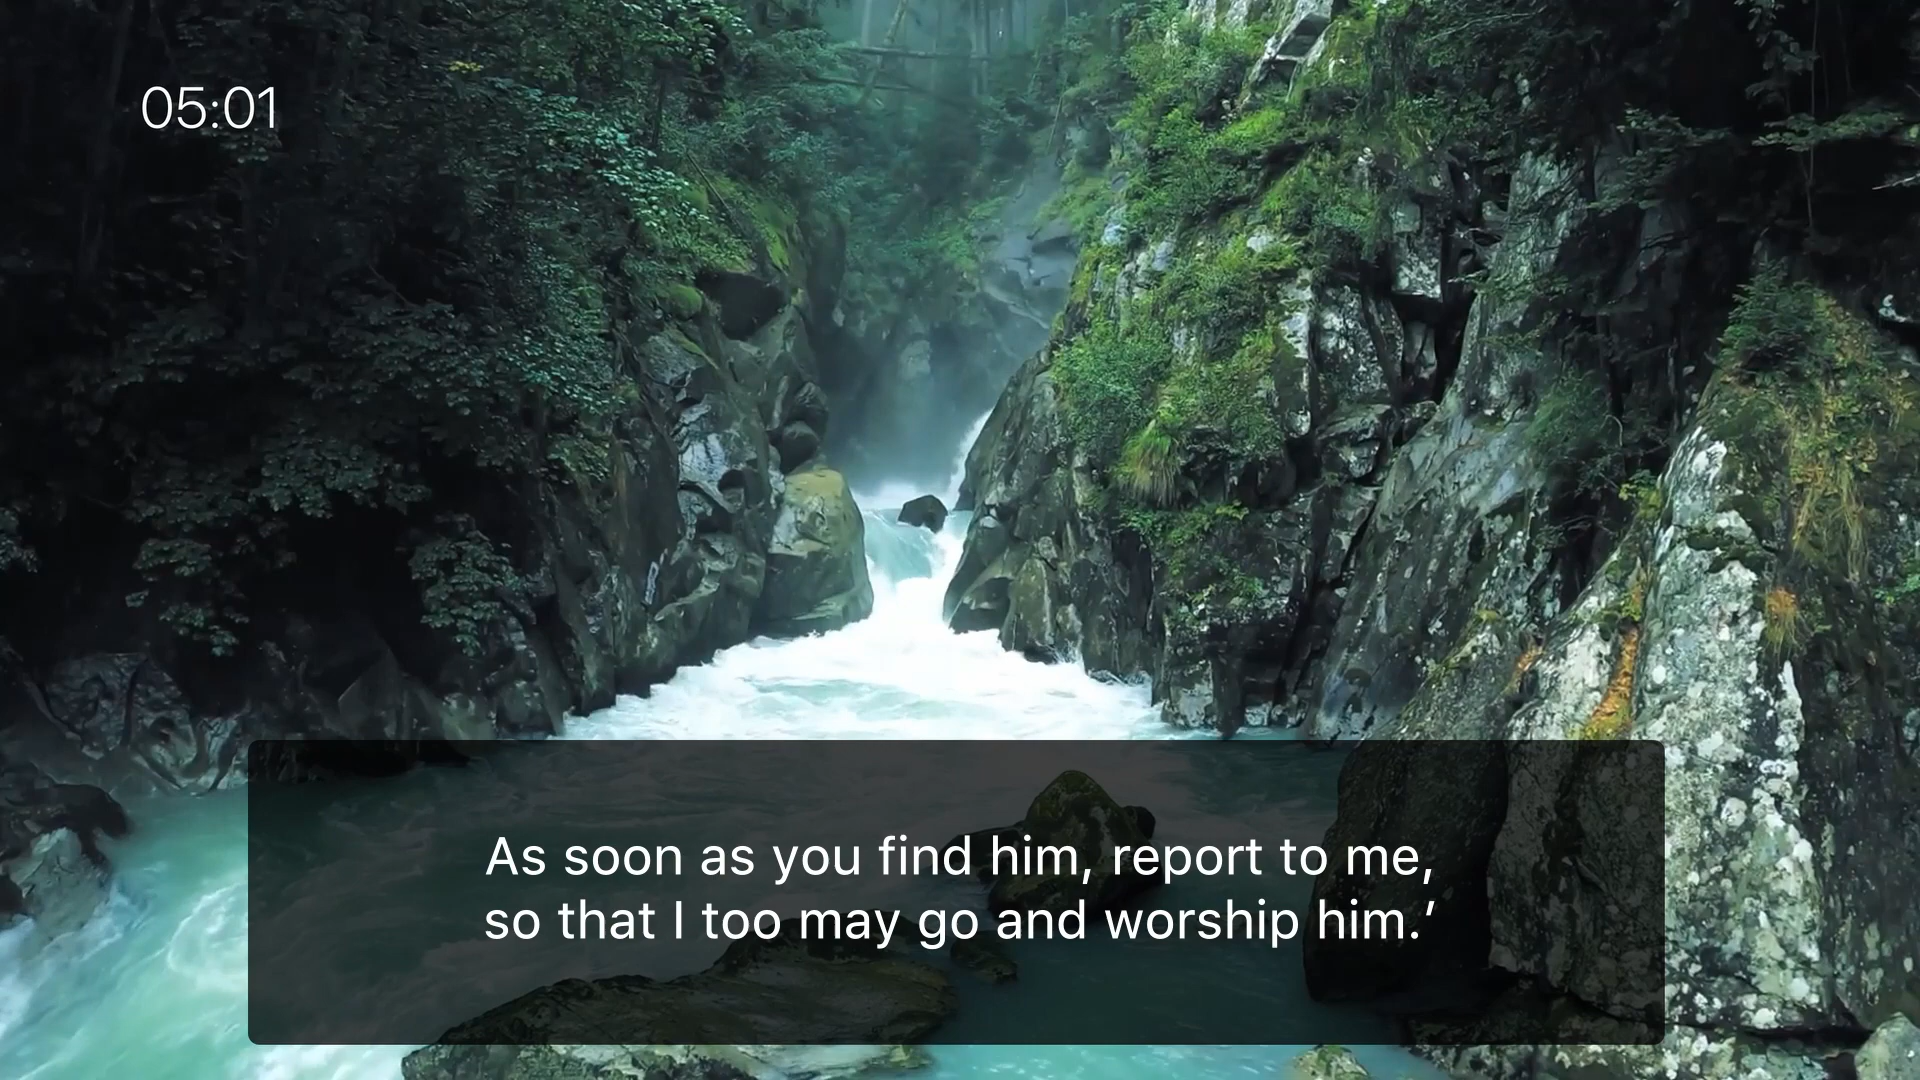 05:01
As soon as you find him, report to me,
so that I too may go and worship him.’